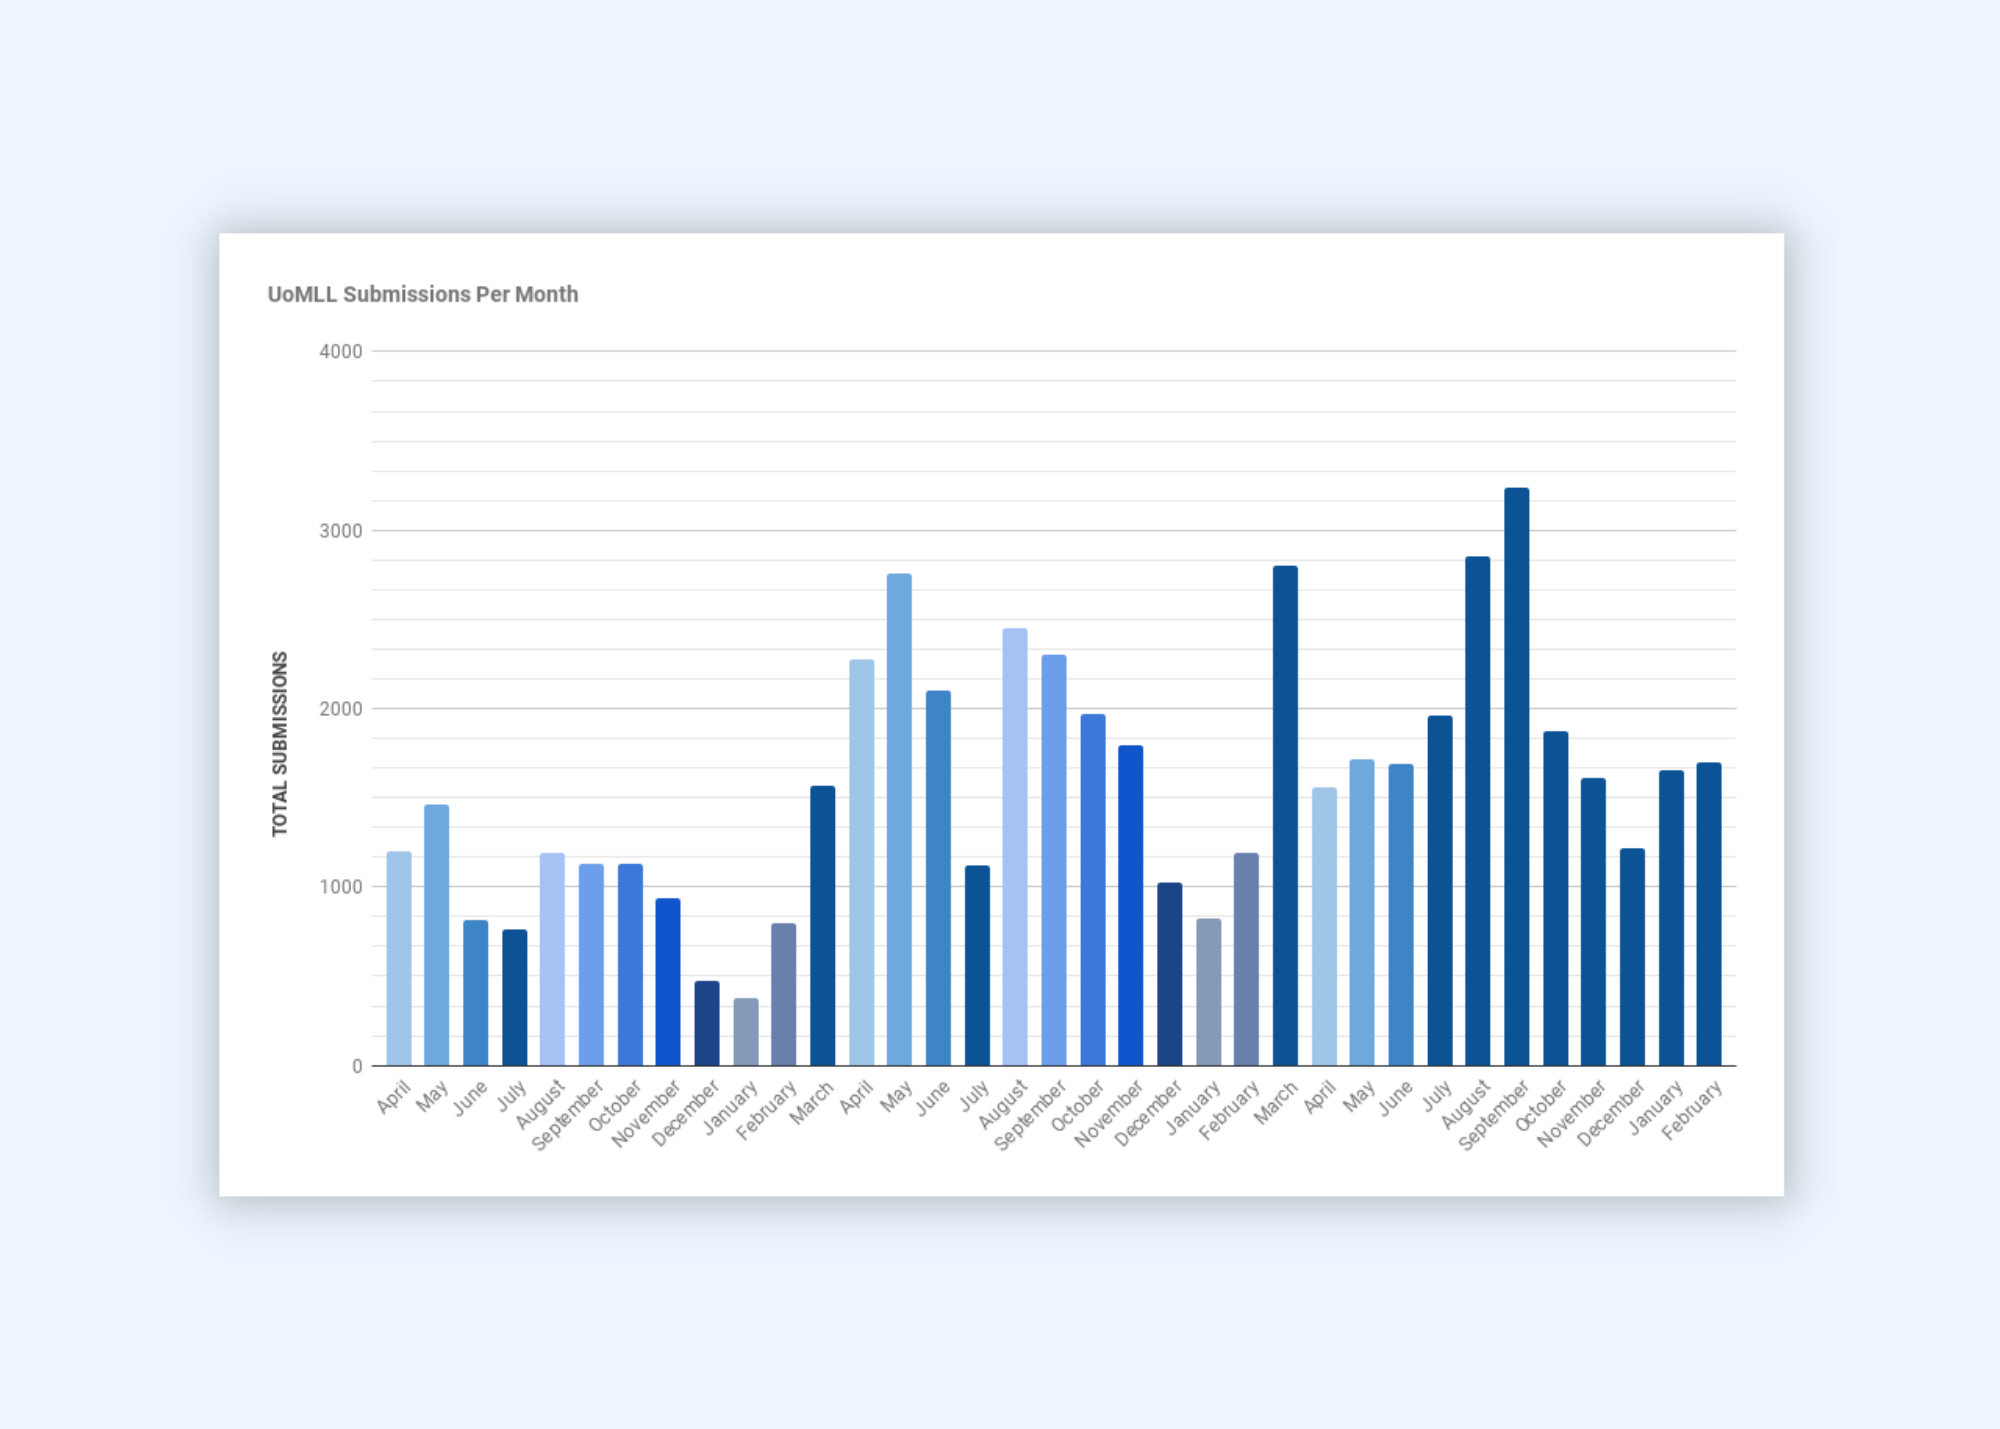 UoMLL Submissions Per Month
4000
3000
2000
1000
0
TOTAL SUBMISSIONS
April
May
June
July
August
September
October
November
December
January
February
March
April
May
June
July
August
September
October
November
December
January
February
March
April
May
June
July
August
September
October
November
December
January
February